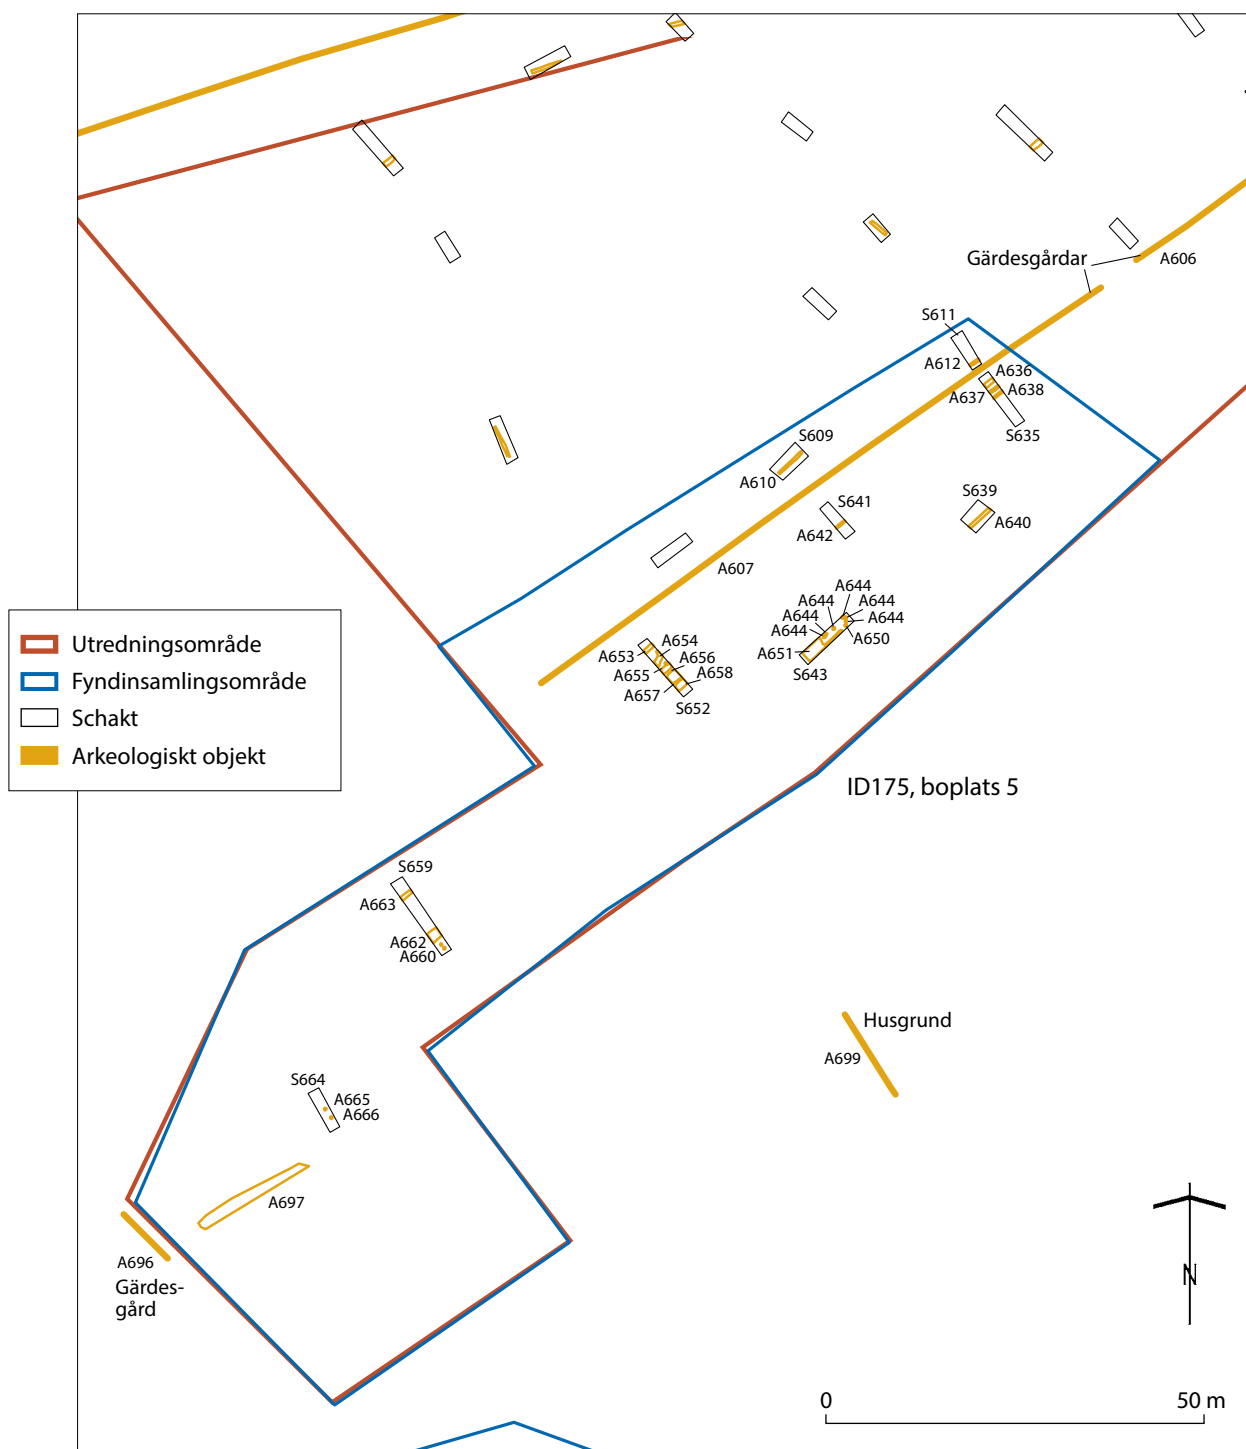 Gärdesgårdar
A606
S611
A612
A636
A638
A637
S635
S609
A610
S641
A642
S639
A640
A607
A644
A644
A644
A644
A644
A644
A650
A651
S643
A654
A653
A656
A655
A658
A657
S652
Utredningsområde
Fyndinsamlingsområde
Schakt
Arkeologiskt objekt
ID175, boplats 5
S659
A663
A662
A660
Husgrund
A699
S664
A665
A666
A697
A696
Gärdes-
gård
N
0 50 m